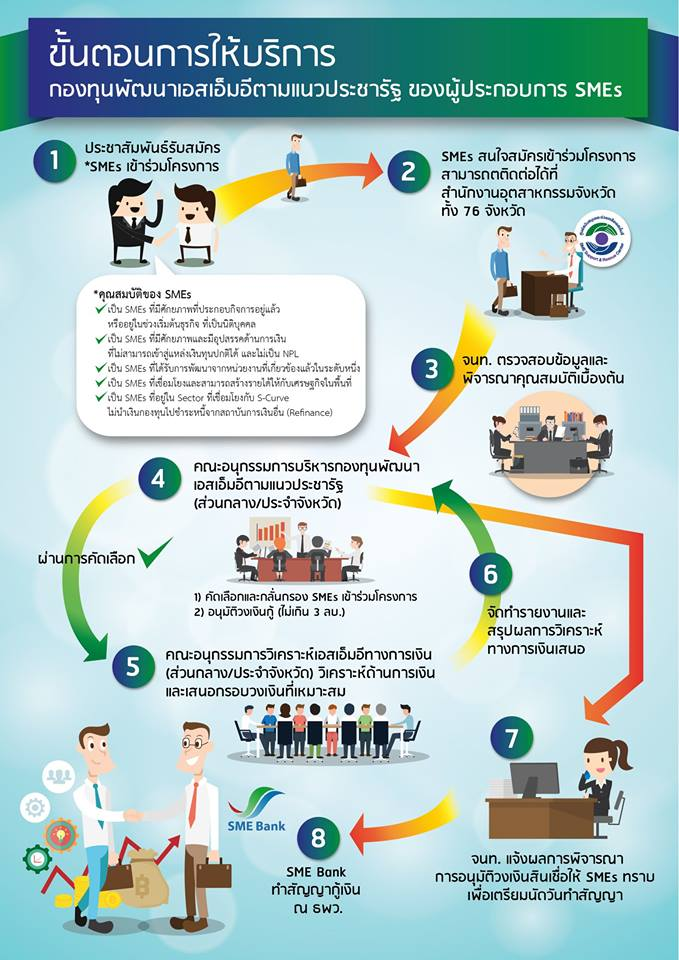 ขั้นตอนการให้บริการ
กองทุนพัฒนาเอสเอ็มอีตามแนวประชารัฐ ของผู้ประกอบการ SMEs
1
ประชาสัมพันธ์รับสมัคร
*SMEs เข้าร่วมโครงการ
2
SMEs สนใจสมัครเข้าร่วมโครงการ
สามารถตติดต่อได้ที่
สำนักงานอุตสาหกรรมจังหวัด
ทั้ง 76 จังหวัด
*คุณสมบัติของ SMEs
เป็น SMEs ที่มีศักยภาพที่ประกอบกิจการอยู่แล้ว
หรืออยู่ในช่วงเริ่มต้นธุรกิจ ที่เป็นนิติบุคคล
เป็น SMEs ที่มีศักยภาพและมีอุปสรรคด้านการเงิน
ที่ไม่สามารถเข้าสู่แหล่งเงินทุนปกติได้ และไม่เป็น NPL
เป็น SMEs ที่ได้รับการพัฒนาจากหน่วยงานที่เกี่ยวข้องแล้วในระดับหนึ่ง
เป็น SMEs ที่เชื่อมโยงและสามารถสร้างรายได้ให้กับเศรษฐกิจในพื้นที่
เป็น SMEs ที่อยู่ใน Sector ที่เชื่อมโยงกับ S-Curve
ไม่นำเงินกองทุนไปชำระหนี้จากสถาบันการเงินอื่น (Refinance)
3
จนท. ตรวจสอบข้อมูลและ
พิจารณาคุณสมบัติเบื้องต้น
4
คณะอนุกรรมการบริหารกองทุนพัฒนา
เอสเอ็มอีตามแนวประชารัฐ
(ส่วนกลาง/ประจำจังหวัด)
ผ่านการคัดเลือก
1) คัดเลือกและกลั่นกรอง SMEs เข้าร่วมโครงการ
2) อนุมัติวงเงินกู้ (ไม่เกิน 3 ลบ.)
5
คณะอนุกรรมการวิเคราะห์เอสเอ็มอีทางการเงิน
(ส่วนกลาง/ประจำจังหวัด) วิเคราะห์ด้านการเงิน
และเสนอกรอบวงเงินที่เหมาะสม
6
จัดทำรายงานและ
สรุปผลการวิเคราะห์
ทางการเงินเสนอ
7
จนท. แจ้งผลการพิจารณา
การอนุมัติวงเงินสินเชื่อให้ SMEs ทราบ
เพื่อเตรียมนัดวันทำสัญญา
SME Bank
8
SME Bank
ทำสัญญากู้เงิน
ณ ธพว.